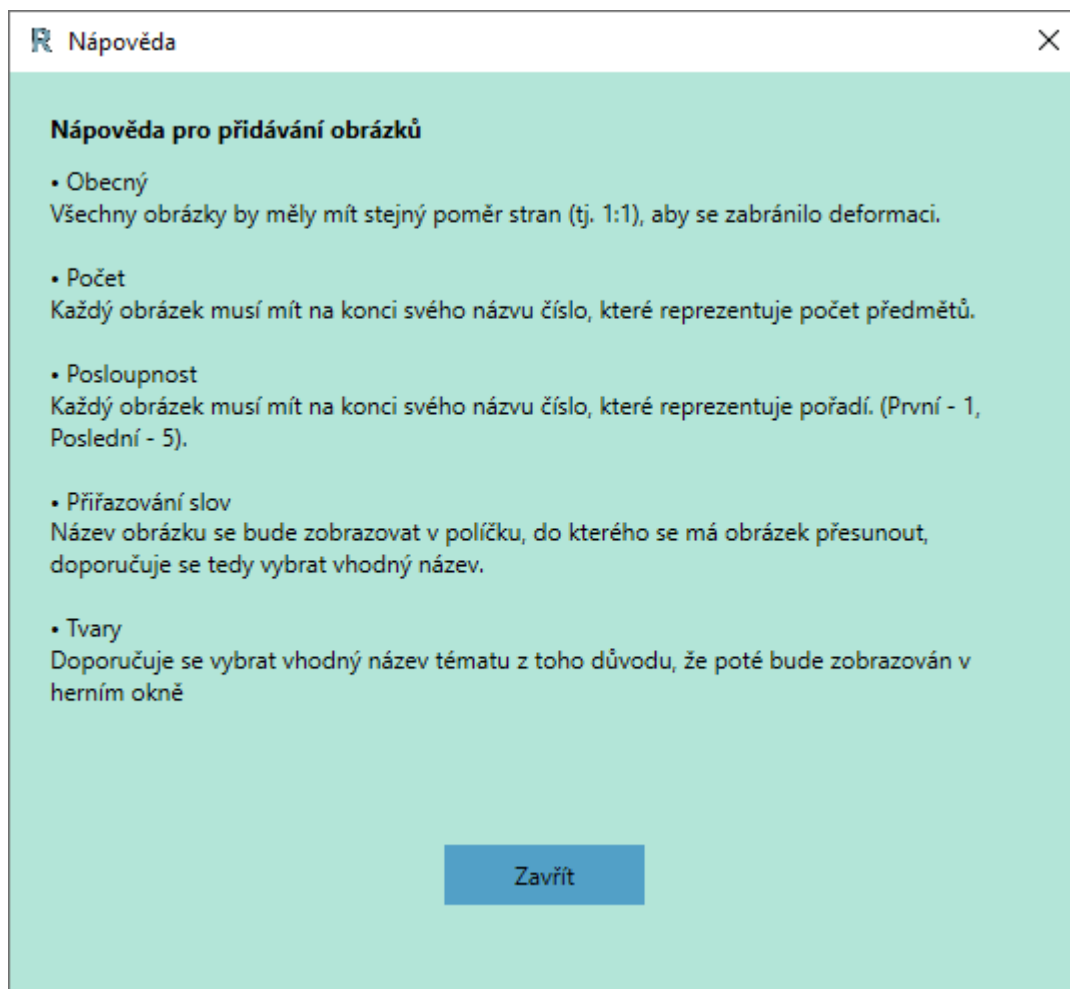 Nápověda
Nápověda pro přidávání obrázků
• Obecný
Všechny obrázky by měly mít stejný poměr stran (tj. 1:1), aby se zabránilo deformaci.
• Počet
Každý obrázek musí mít na konci svého názvu číslo, které reprezentuje počet předmětů.
• Posloupnost
Každý obrázek musí mít na konci svého názvu číslo, které reprezentuje pořadí. (První - 1,
Poslední - 5).
• Přiřazování slov
Název obrázku se bude zobrazovat v políčku, do kterého se má obrázek přesunout,
doporučuje se tedy vybrat vhodný název.
• Tvary
Doporučuje se vybrat vhodný název tématu z toho důvodu, že poté bude zobrazován v
herním okně
Zavřít